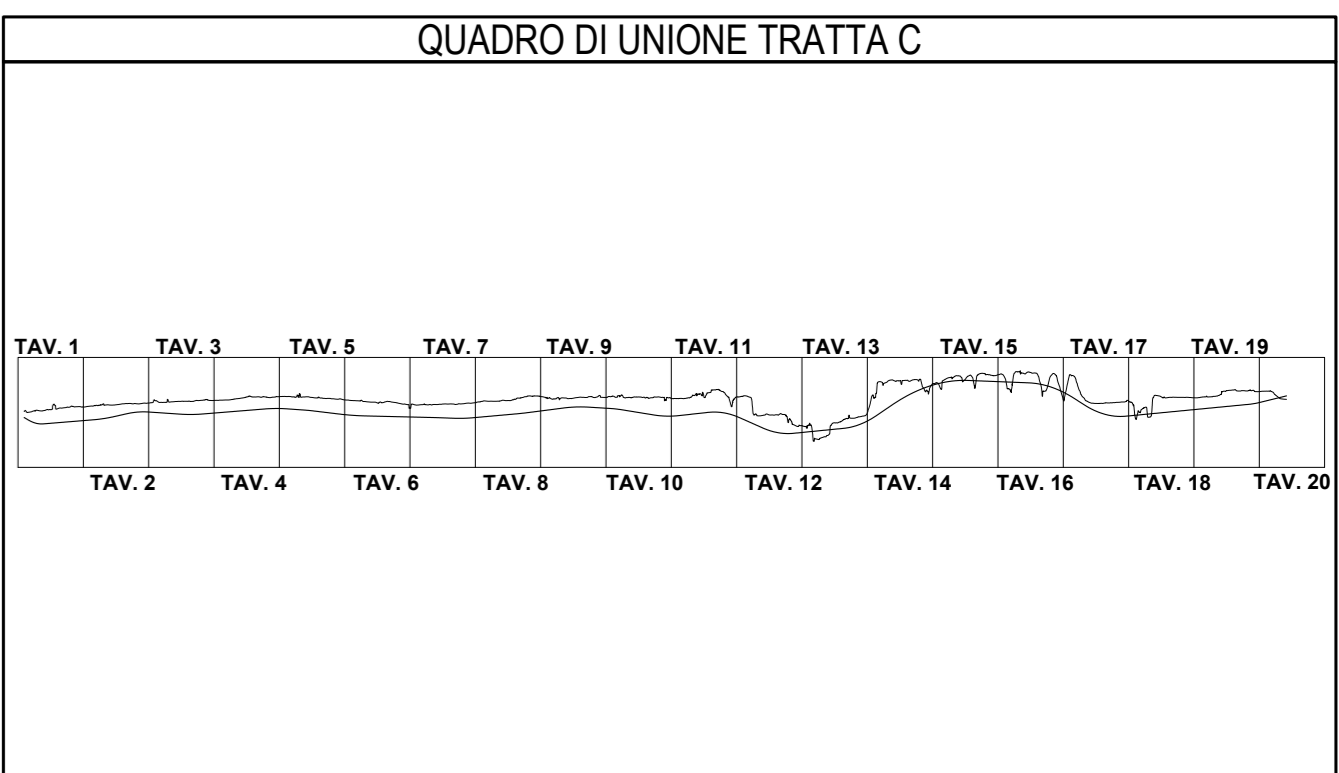 QUADRO DI UNIONE TRATTA C
TAV. 1 TAV. 3 TAV. 5 TAV. 7 TAV. 9 TAV. 11 TAV. 13 TAV. 15 TAV. 17 TAV. 19
TAV. 2 TAV. 4 TAV. 6 TAV. 8 TAV. 10 TAV. 12 TAV. 14 TAV. 16 TAV. 18 TAV. 20